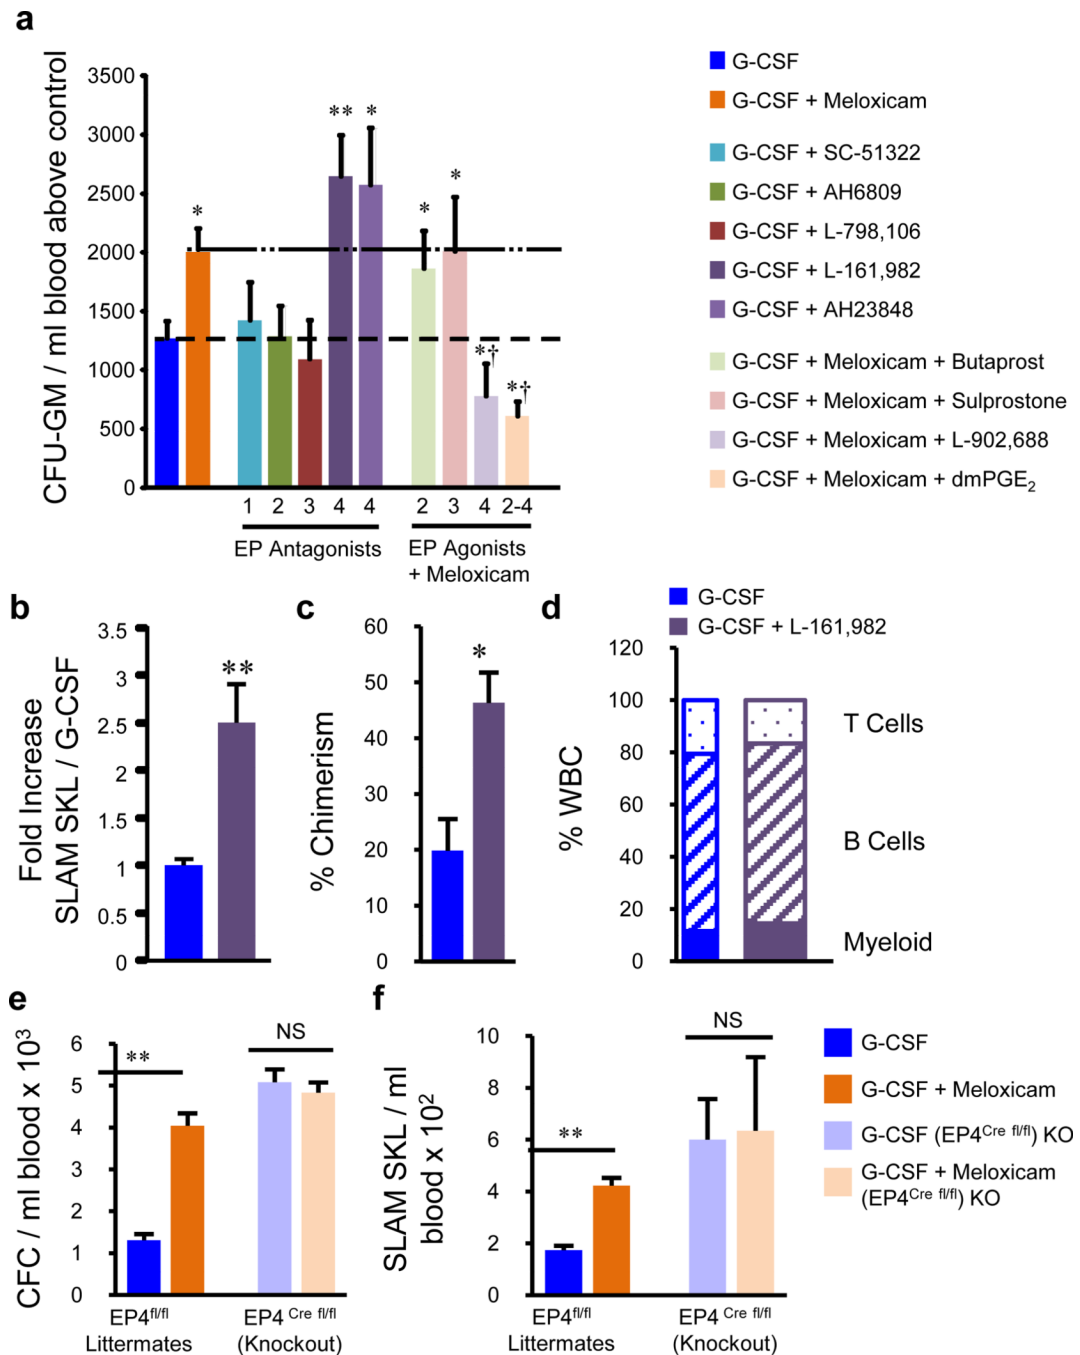 a
CFU-GM / ml blood above control
3500
3000
2500
2000
1500
1000
500
0
*
** *
* *
*† *†
1 2 3 4 4 2 3 4 2-4
EP Antagonists
EP Agonists
+ Meloxicam
G-CSF
G-CSF + Meloxicam
G-CSF + SC-51322
G-CSF + AH6809
G-CSF + L-798,106
G-CSF + L-161,982
G-CSF + AH23848
G-CSF + Meloxicam + Butaprost
G-CSF + Meloxicam + Sulprostone
G-CSF + Meloxicam + L-902,688
G-CSF + Meloxicam + dmPGE₂
b
Fold Increase
SLAM SKL / G-CSF
3.5
3
2.5
2
1.5
1
0.5
0
**
c
% Chimerism
60
50
40
30
20
10
0
*
d
G-CSF
G-CSF + L-161,982
% WBC
120
100
80
60
40
20
0
T Cells
B Cells
Myeloid
e
CFC / ml blood x 10³
6
5
4
3
2
1
0
**
NS
EP4fl/fl
Littermates
EP4 Cre fl/fl
(Knockout)
f
SLAM SKL / ml
blood x 10²
10
8
6
4
2
0
**
NS
EP4fl/fl
Littermates
EP4 Cre fl/fl
(Knockout)
G-CSF
G-CSF + Meloxicam
G-CSF (EP4Cre fl/fl) KO
G-CSF + Meloxicam
(EP4Cre fl/fl) KO